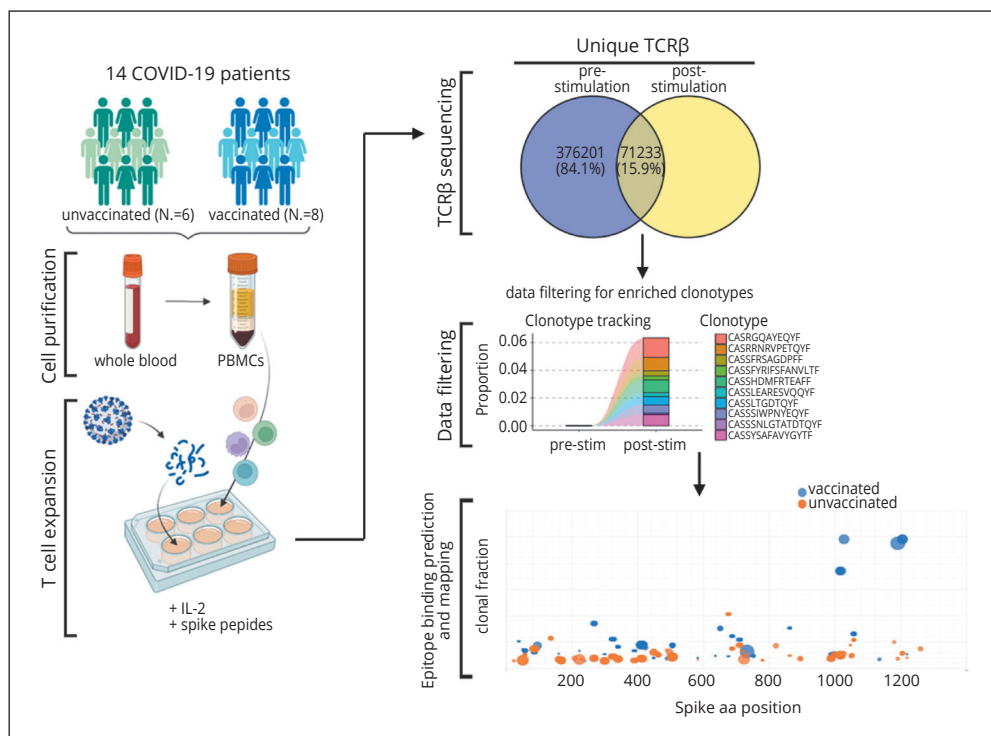 14 COVID-19 patients
unvaccinated (N.=6)
vaccinated (N.=8)
Cell purification
whole blood
PBMCs
T cell expansion
+ IL-2
+ spike pepides
Unique TCRβ
pre-
stimulation
post-
stimulation
TCRβ sequencing
376201
(84.1%)
71233
(15.9%)
data filtering for enriched clonotypes
Data filtering
Clonotype tracking
Proportion
0.06
0.04
0.02
0.00
pre-stim
post-stim
Clonotype
CASRGQAYEQYF
CASRRNRVPETQYF
CASSFRSAGDPFF
CASSFYRIFSFANVLTF
CASSHDMFRTEAFF
CASSLEARESVQQYF
CASSLTGDTQYF
CASSSIWPNYEQYF
CASSSNLGTATDTQYF
CASSYSAFAVYGYTF
vaccinated
unvaccinated
Epitope binding prediction
and mapping
clonal fraction
200
400
600
800
1000
1200
Spike aa position